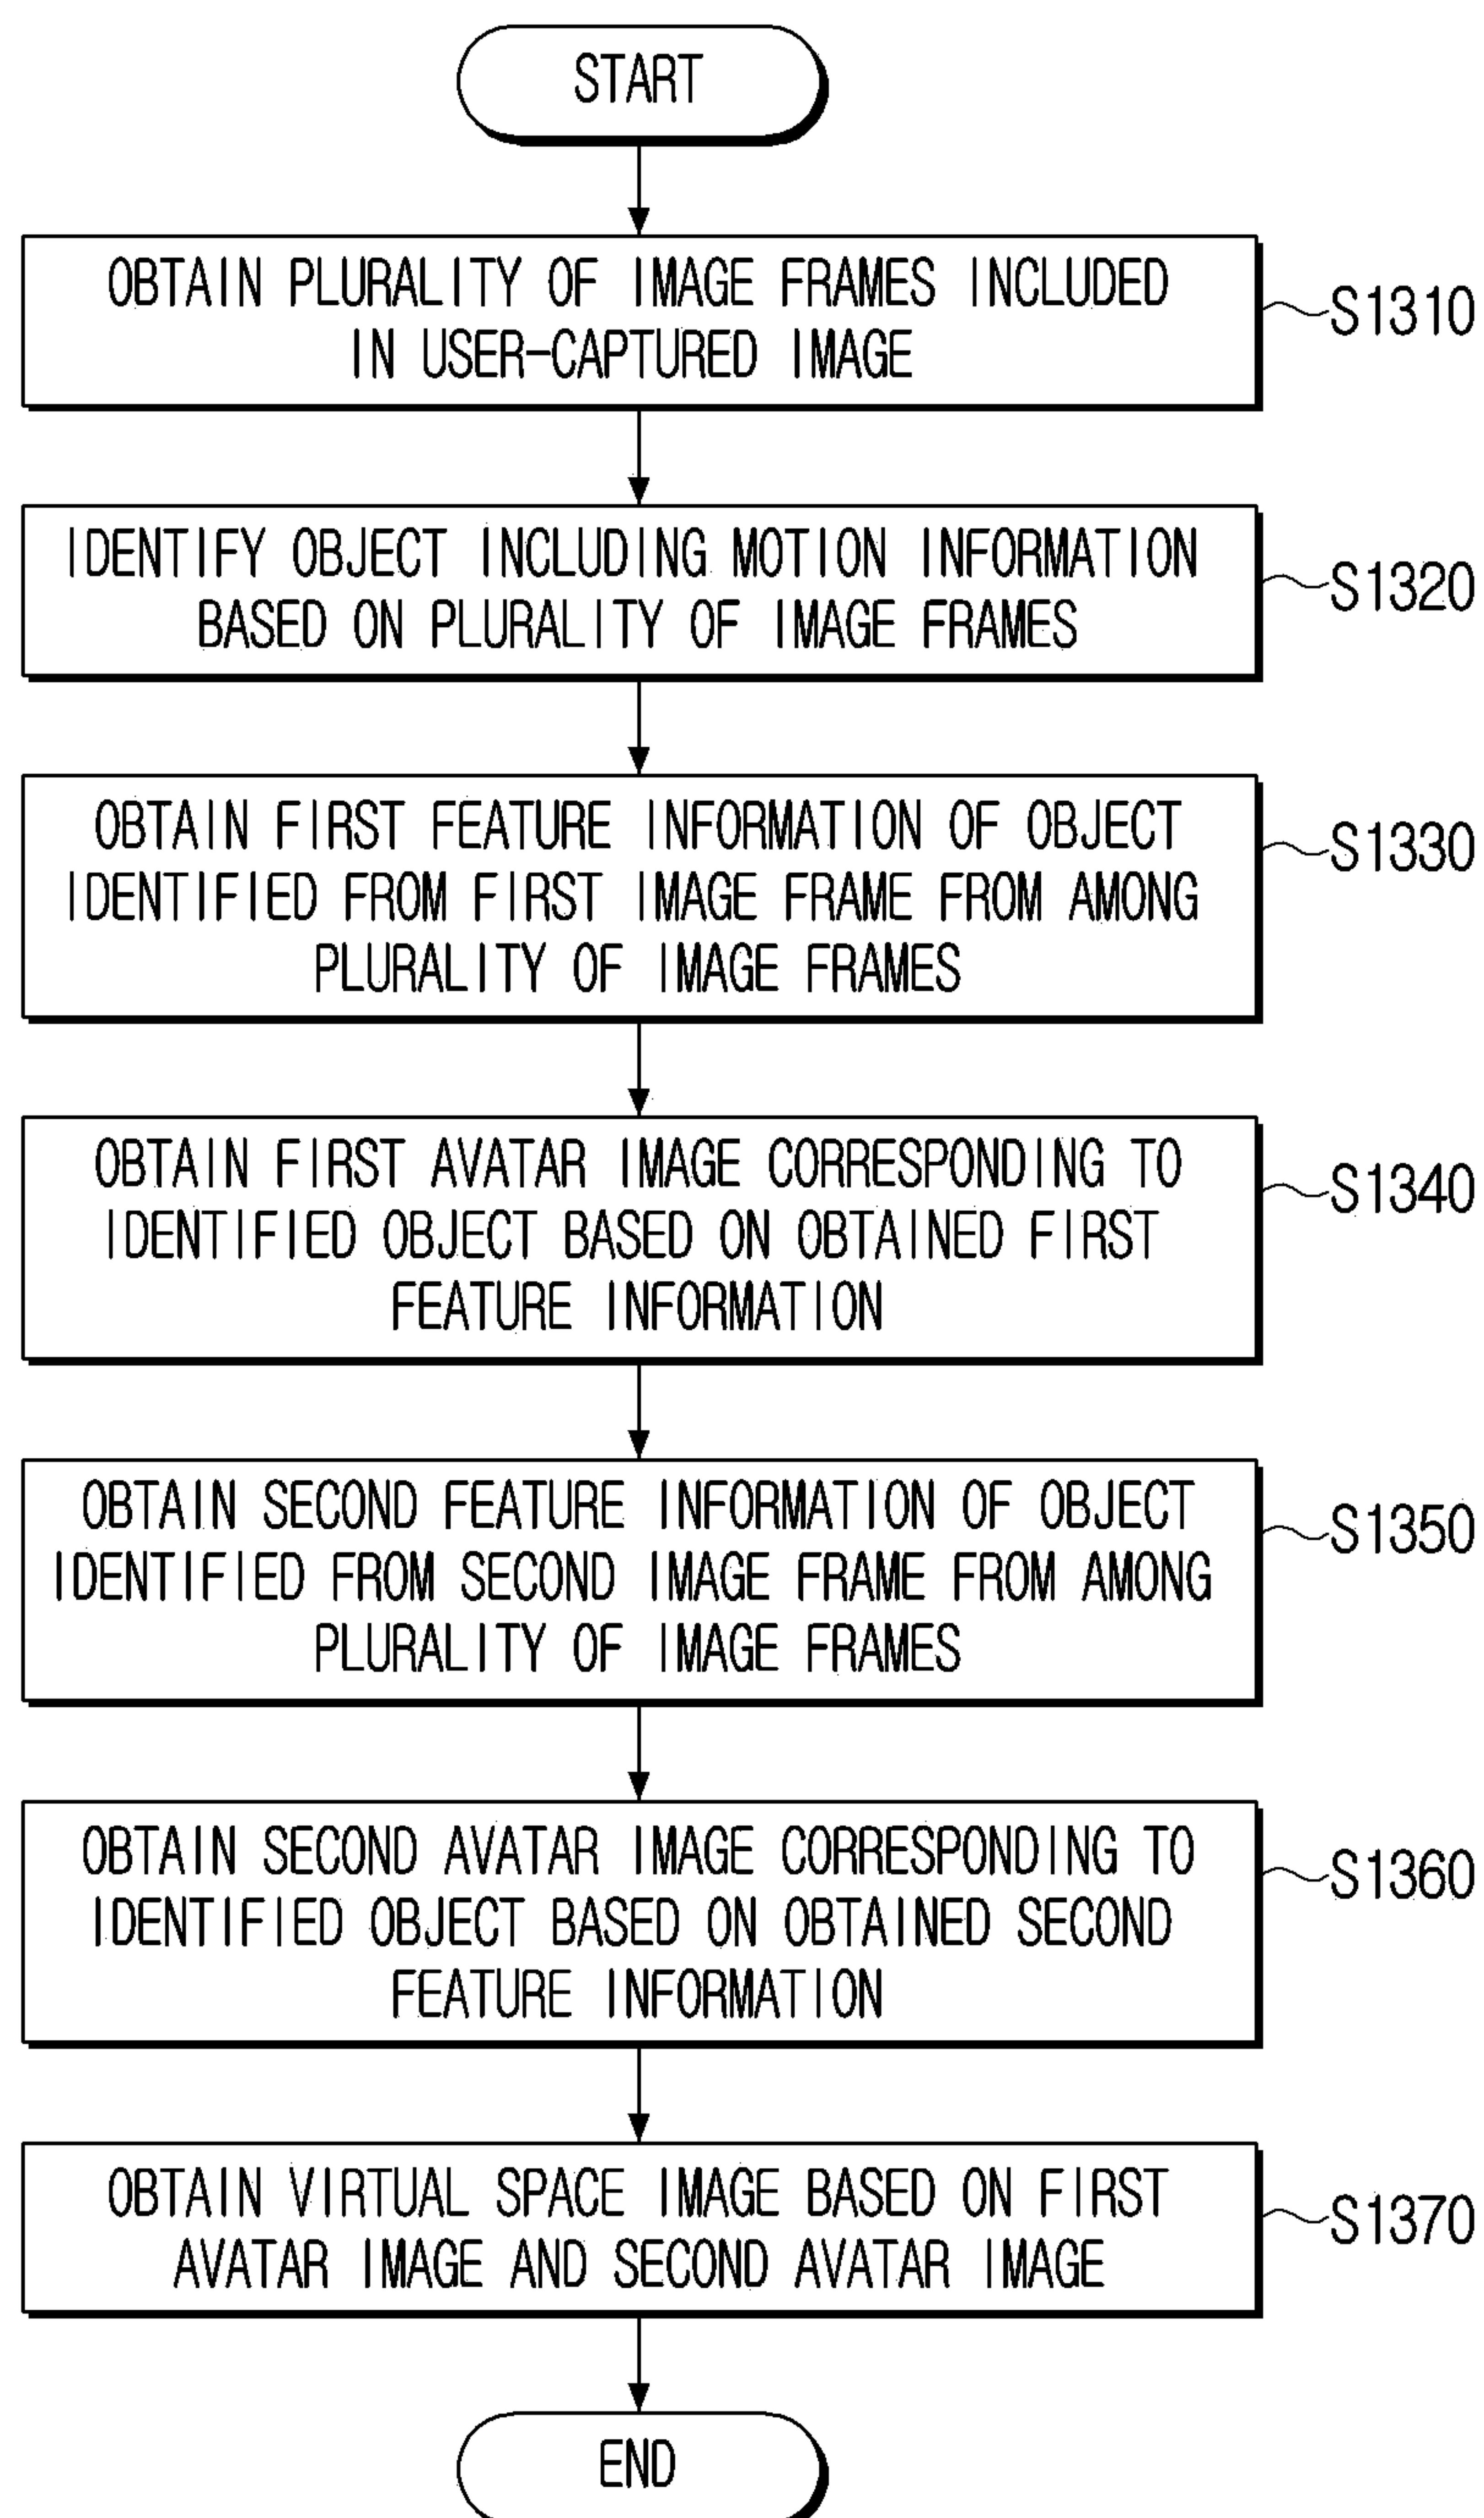 START
OBTAIN PLURALITY OF IMAGE FRAMES INCLUDED
IN USER-CAPTURED IMAGE
S1310
IDENTIFY OBJECT INCLUDING MOTION INFORMATION
BASED ON PLURALITY OF IMAGE FRAMES
S1320
OBTAIN FIRST FEATURE INFORMATION OF OBJECT
IDENTIFIED FROM FIRST IMAGE FRAME FROM AMONG
PLURALITY OF IMAGE FRAMES
S1330
OBTAIN FIRST AVATAR IMAGE CORRESPONDING TO
IDENTIFIED OBJECT BASED ON OBTAINED FIRST
FEATURE INFORMATION
S1340
OBTAIN SECOND FEATURE INFORMATION OF OBJECT
IDENTIFIED FROM SECOND IMAGE FRAME FROM AMONG
PLURALITY OF IMAGE FRAMES
S1350
OBTAIN SECOND AVATAR IMAGE CORRESPONDING TO
IDENTIFIED OBJECT BASED ON OBTAINED SECOND
FEATURE INFORMATION
S1360
OBTAIN VIRTUAL SPACE IMAGE BASED ON FIRST
AVATAR IMAGE AND SECOND AVATAR IMAGE
S1370
END